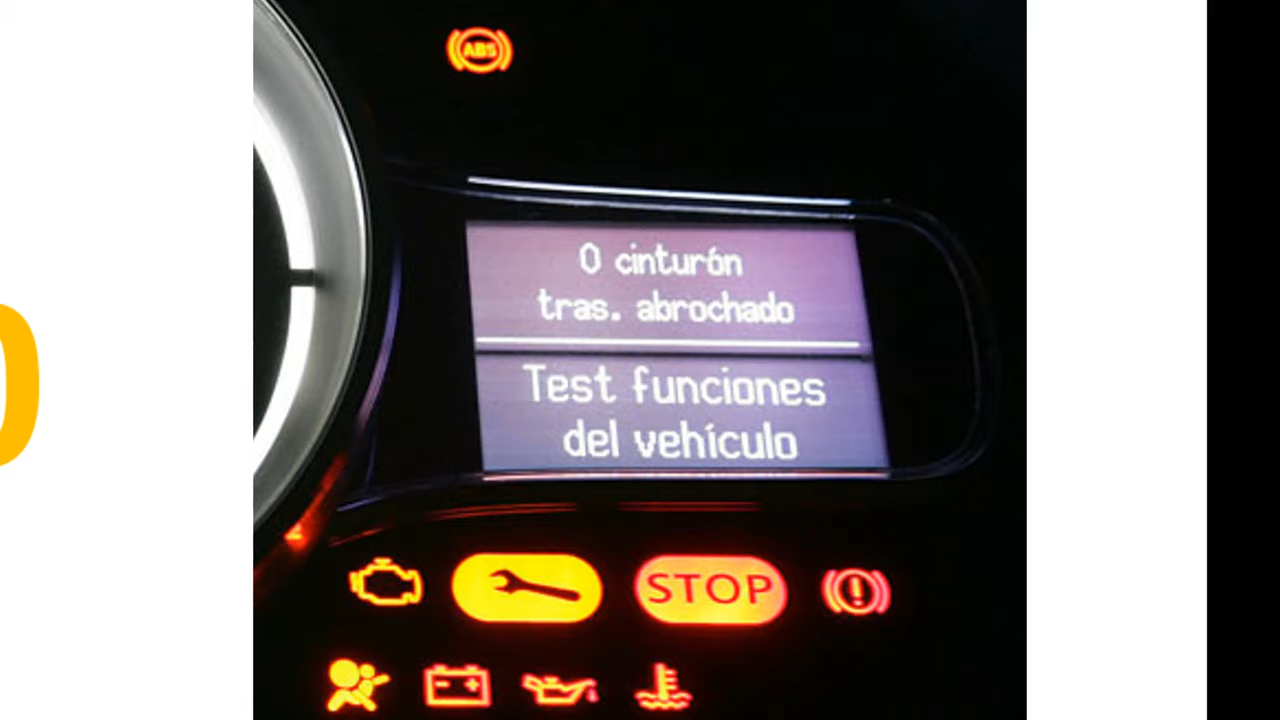 ABS
0 cinturón
tras. abrochado
Test funciones
del vehículo
STOP